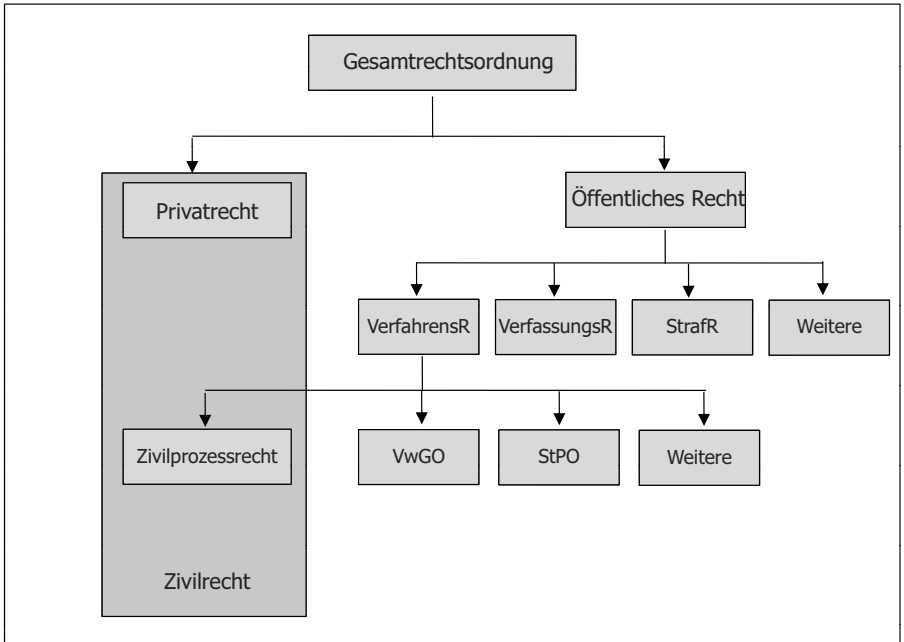 Gesamtrechtsordnung
Privatrecht
Öffentliches Recht
VerfahrensR
VerfassungsR
StrafR
Weitere
Zivilprozessrecht
VwGO
StPO
Weitere
Zivilrecht